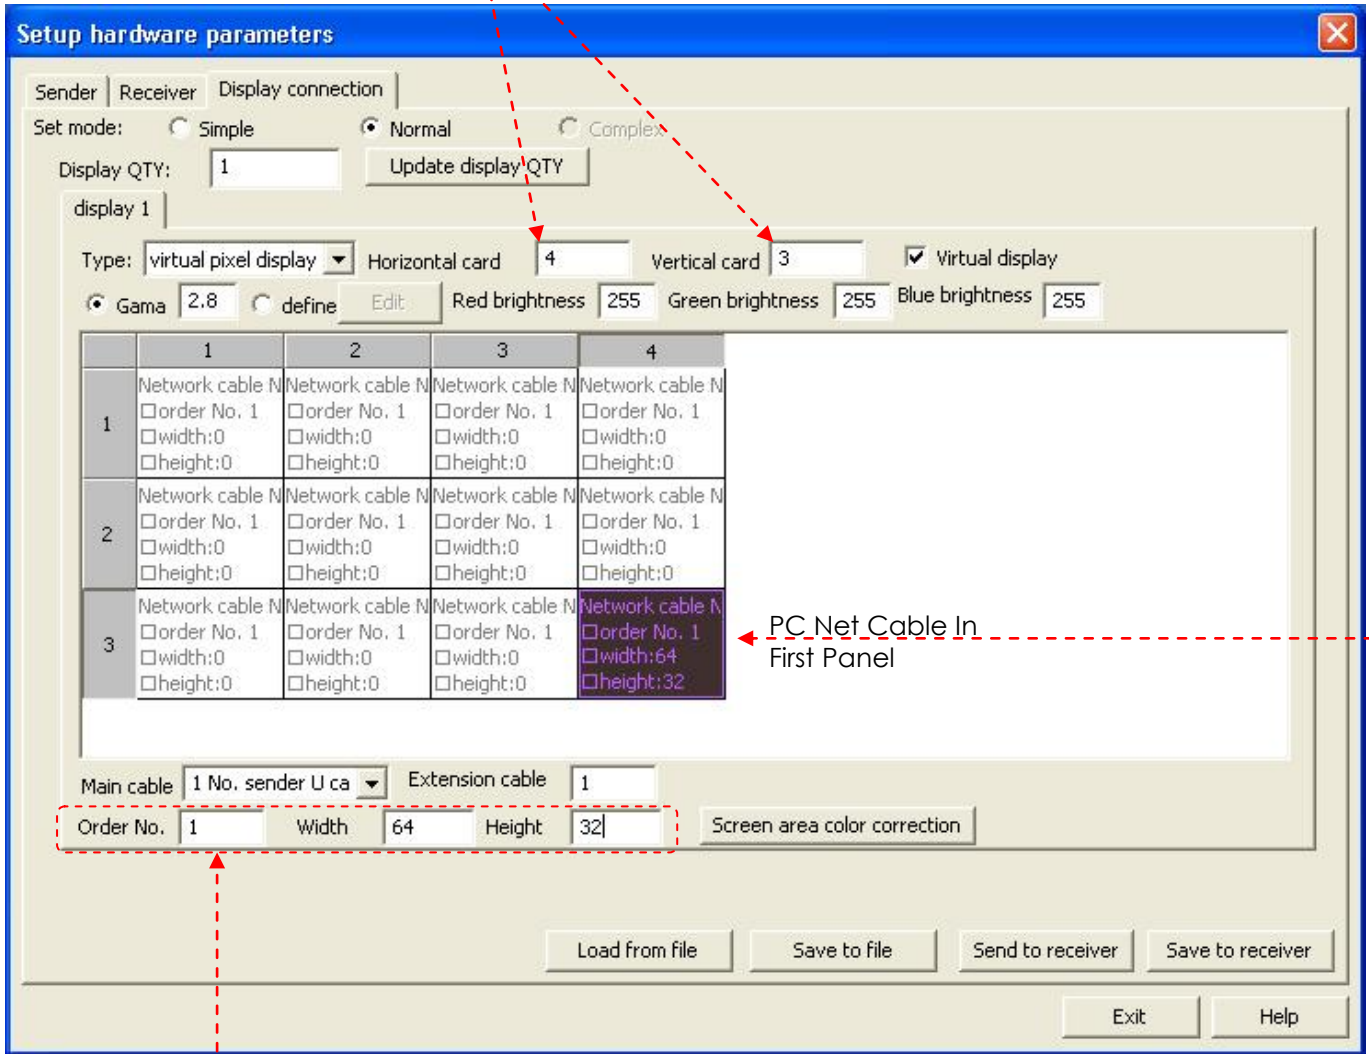 Setup hardware parameters
Sender Receiver Display connection
Set mode: Simple Normal Complex
Display QTY: 1 Update display QTY
display 1
Type: virtual pixel display Horizontal card 4 Vertical card 3 Virtual display
Gama 2.8 define Edit Red brightness 255 Green brightness 255 Blue brightness 255
1 2 3 4
Network cable N Network cable N Network cable N Network cable N
1 order No. 1 order No. 1 order No. 1 order No. 1
width:0 width:0 width:0 width:0
height:0 height:0 height:0 height:0
Network cable N Network cable N Network cable N Network cable N
2 order No. 1 order No. 1 order No. 1 order No. 1
width:0 width:0 width:0 width:0
height:0 height:0 height:0 height:0
Network cable N Network cable N Network cable N Network cable N
3 order No. 1 order No. 1 order No. 1 order No. 1
width:0 width:0 width:0 width:64
height:0 height:0 height:0 height:32
PC Net Cable In
First Panel
Main cable 1 No. sender U ca Extension cable 1
Order No. 1 Width 64 Height 32 Screen area color correction
Load from file Save to file Send to receiver Save to receiver
Exit Help